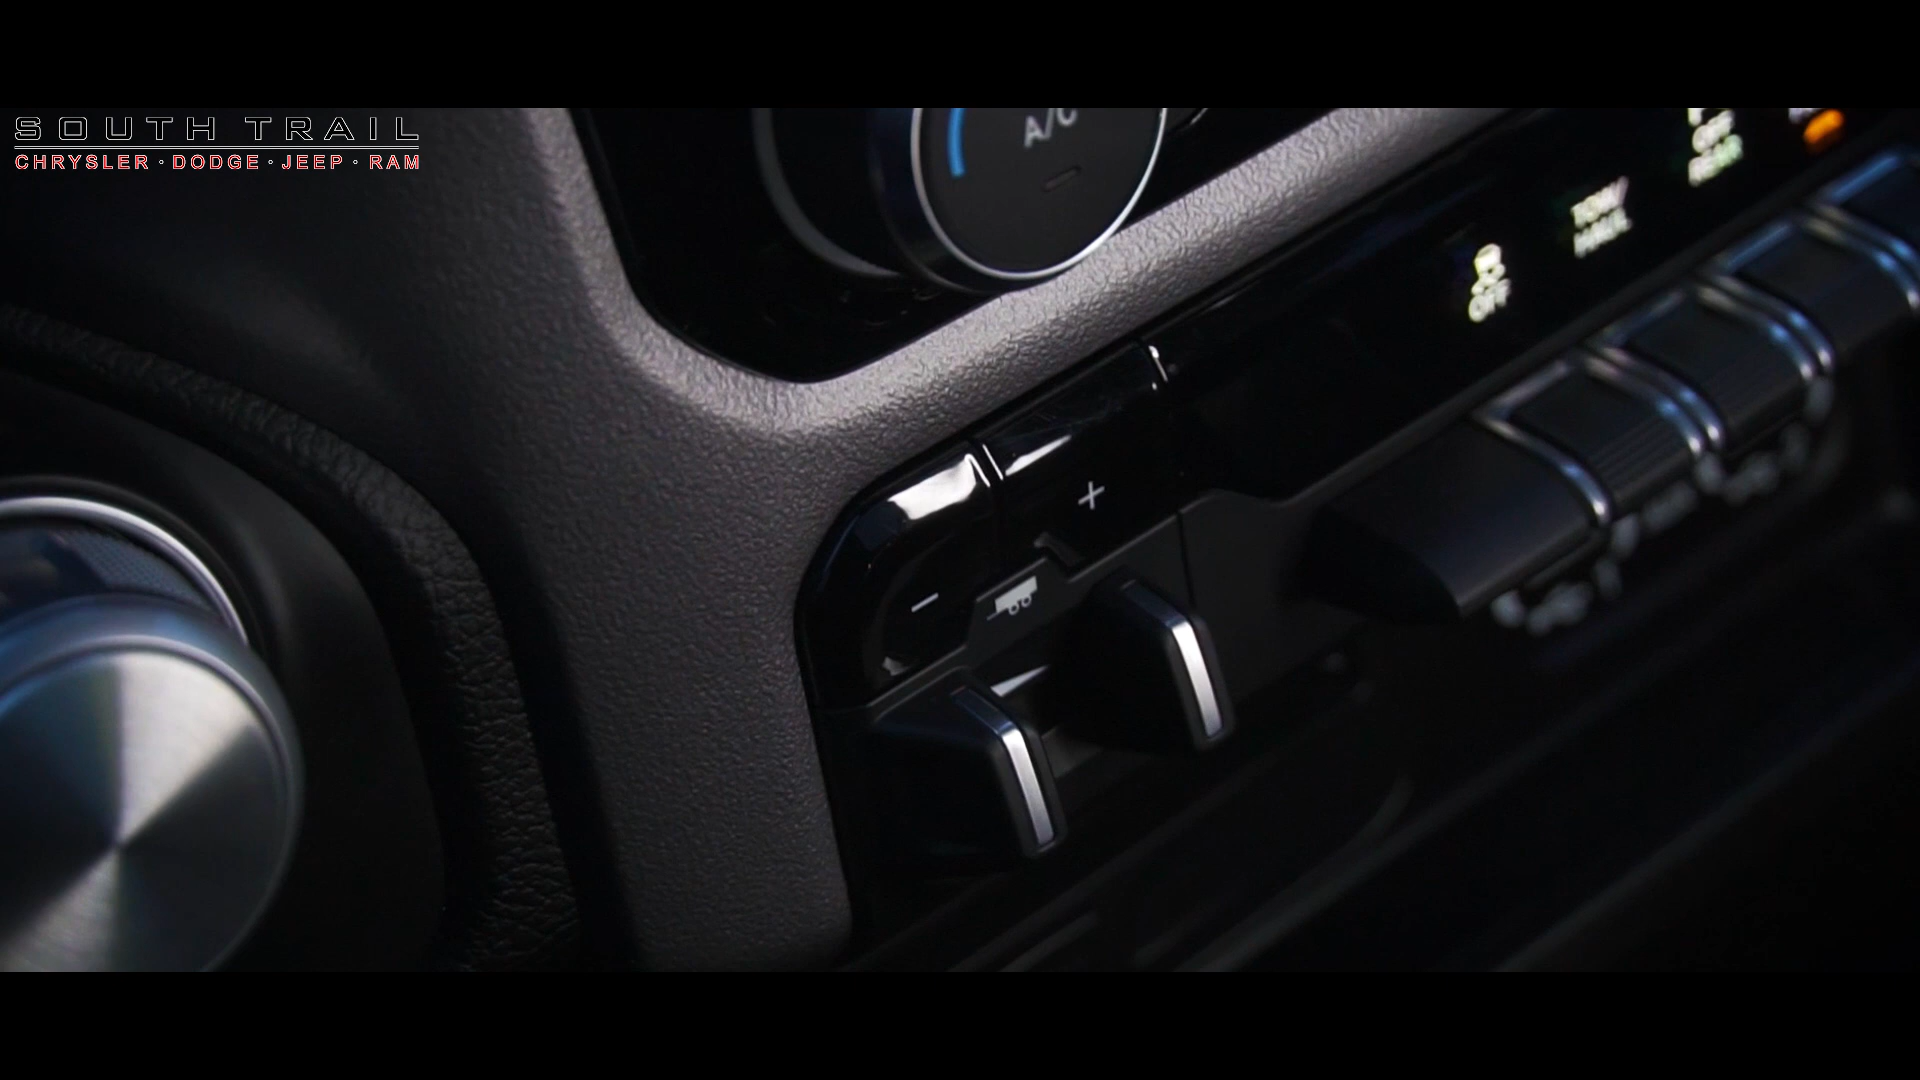 SOUTH TRAIL
CHRYSLER · DODGE · JEEP · RAM
A/C
OFF
REAR
TOW/
HAUL
OFF
+
−